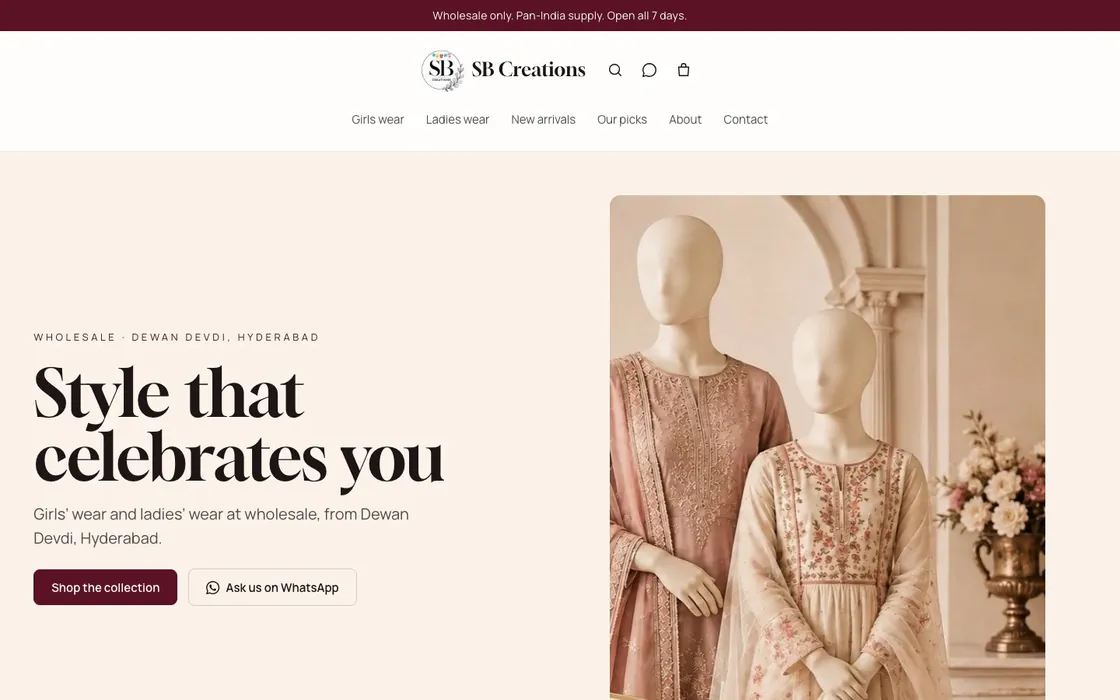 Wholesale only. Pan-India supply. Open all 7 days.
SB
CREATIONS
SB Creations
Girls wear
Ladies wear
New arrivals
Our picks
About
Contact
WHOLESALE · DEWAN DEVDI, HYDERABAD
Style that
celebrates you
Girls’ wear and ladies’ wear at wholesale, from Dewan
Devdi, Hyderabad.
Shop the collection
Ask us on WhatsApp